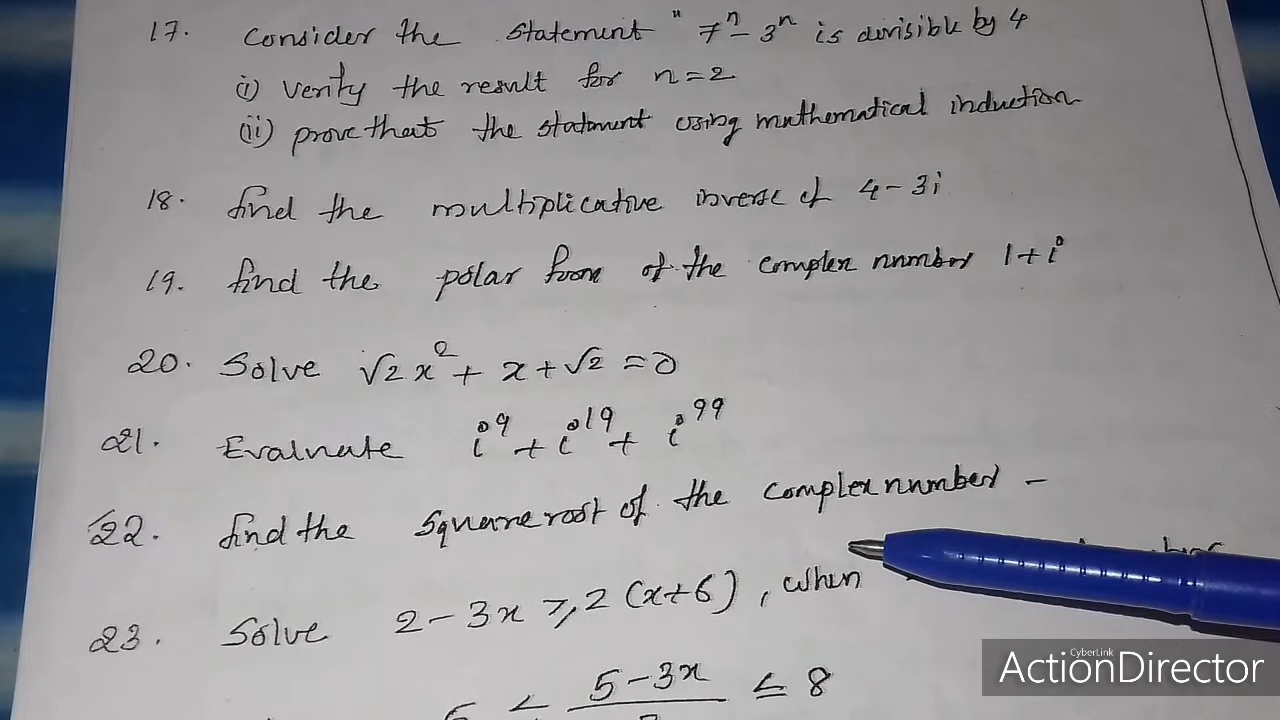 17. Consider the statement " 7ⁿ - 3ⁿ is divisible by 4
(i) Verify the result for n = 2
(ii) prove that the statment using mathematical induction
18. find the multiplicative inverse of 4 - 3i
19. find the polar form of the complex number 1 + i
20. Solve √2x² + x + √2 = 0
21. Evaluate i⁹ + i¹⁹ + i⁹⁹
22. find the square root of the complex number -
23. Solve 2 - 3x ≥ 2(x+6), when
5 - 3x ≤ 8
CyberLink
ActionDirector